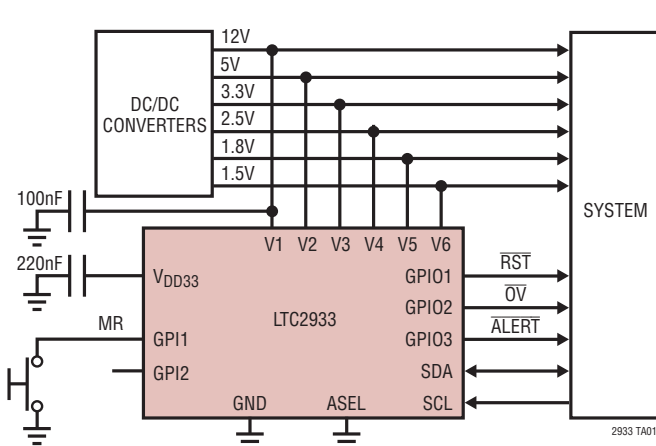 12V
5V
3.3V
2.5V
1.8V
1.5V
DC/DC
CONVERTERS
SYSTEM
100nF
220nF
V1 V2 V3 V4 V5 V6
VDD33
LTC2933
MR
GPI1
GPI2
GPIO1
GPIO2
GPIO3
SDA
SCL
RST
OV
ALERT
GND
ASEL
2933 TA01